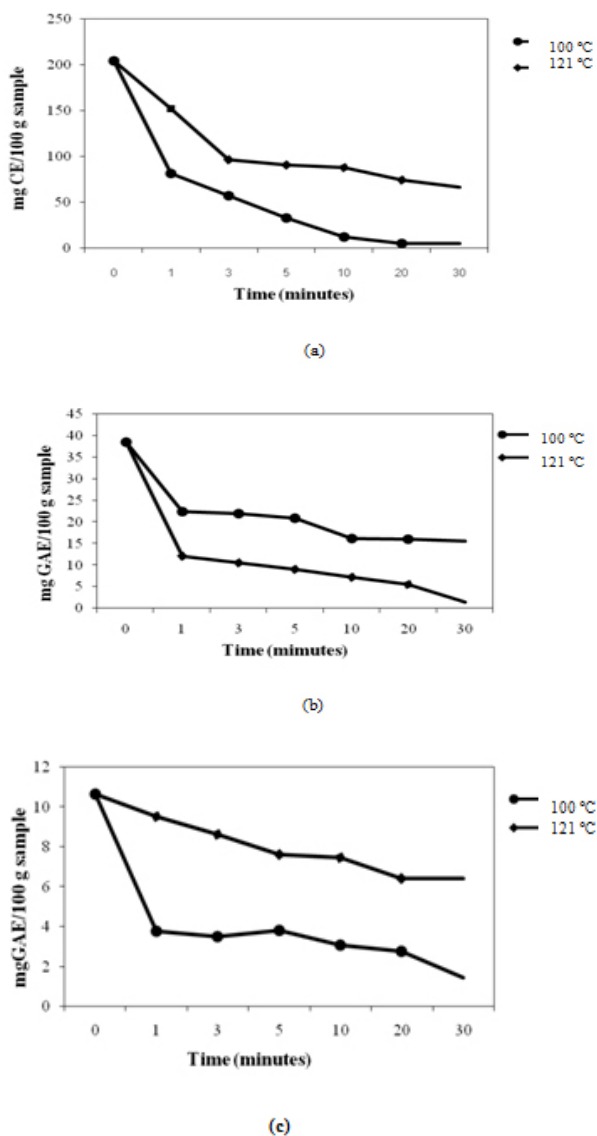 250
200
150
100
50
0
mg CE/100 g sample
0 1 3 5 10 20 30
Time (minutes)
100 °C
121 °C
(a)
45
40
35
30
25
20
15
10
5
0
mg GAE/100 g sample
0 1 3 5 10 20 30
Time (mimutes)
100 °C
121 °C
(b)
12
10
8
6
4
2
0
mgGAE/100 g sample
0 1 3 5 10 20 30
Time (minutes)
100 °C
121 °C
(c)